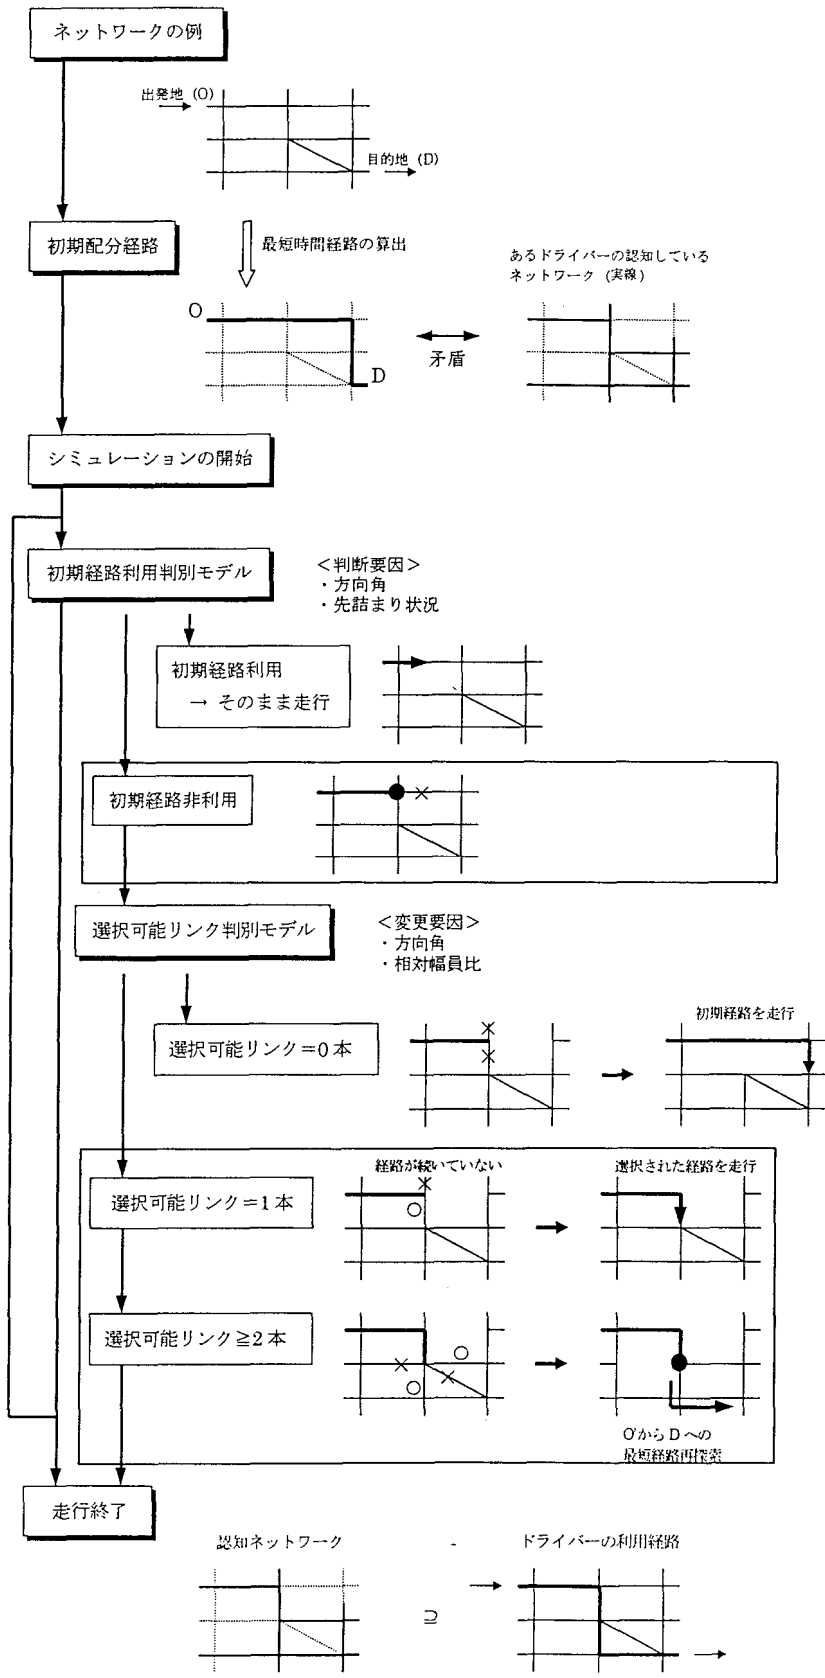 ネットワークの例
出発地 (O)
目的地 (D)
初期配分経路
最短時間経路の算出
あるドライバーの認知している
ネットワーク (実線)
O
矛盾
D
シミュレーションの開始
初期経路利用判別モデル
＜判断要因＞
・方向角
・先詰まり状況
初期経路利用
→ そのまま走行
初期経路非利用
×
選択可能リンク判別モデル
＜変更要因＞
・方向角
・相対幅員比
選択可能リンク=0 本
×
×
初期経路を走行
経路が続いていない
選択された経路を走行
選択可能リンク=1 本
×
○
選択可能リンク≧2 本
○
×
×
○
O'から D への
最短経路再探索
走行終了
認知ネットワーク
ドライバーの利用経路
⊇